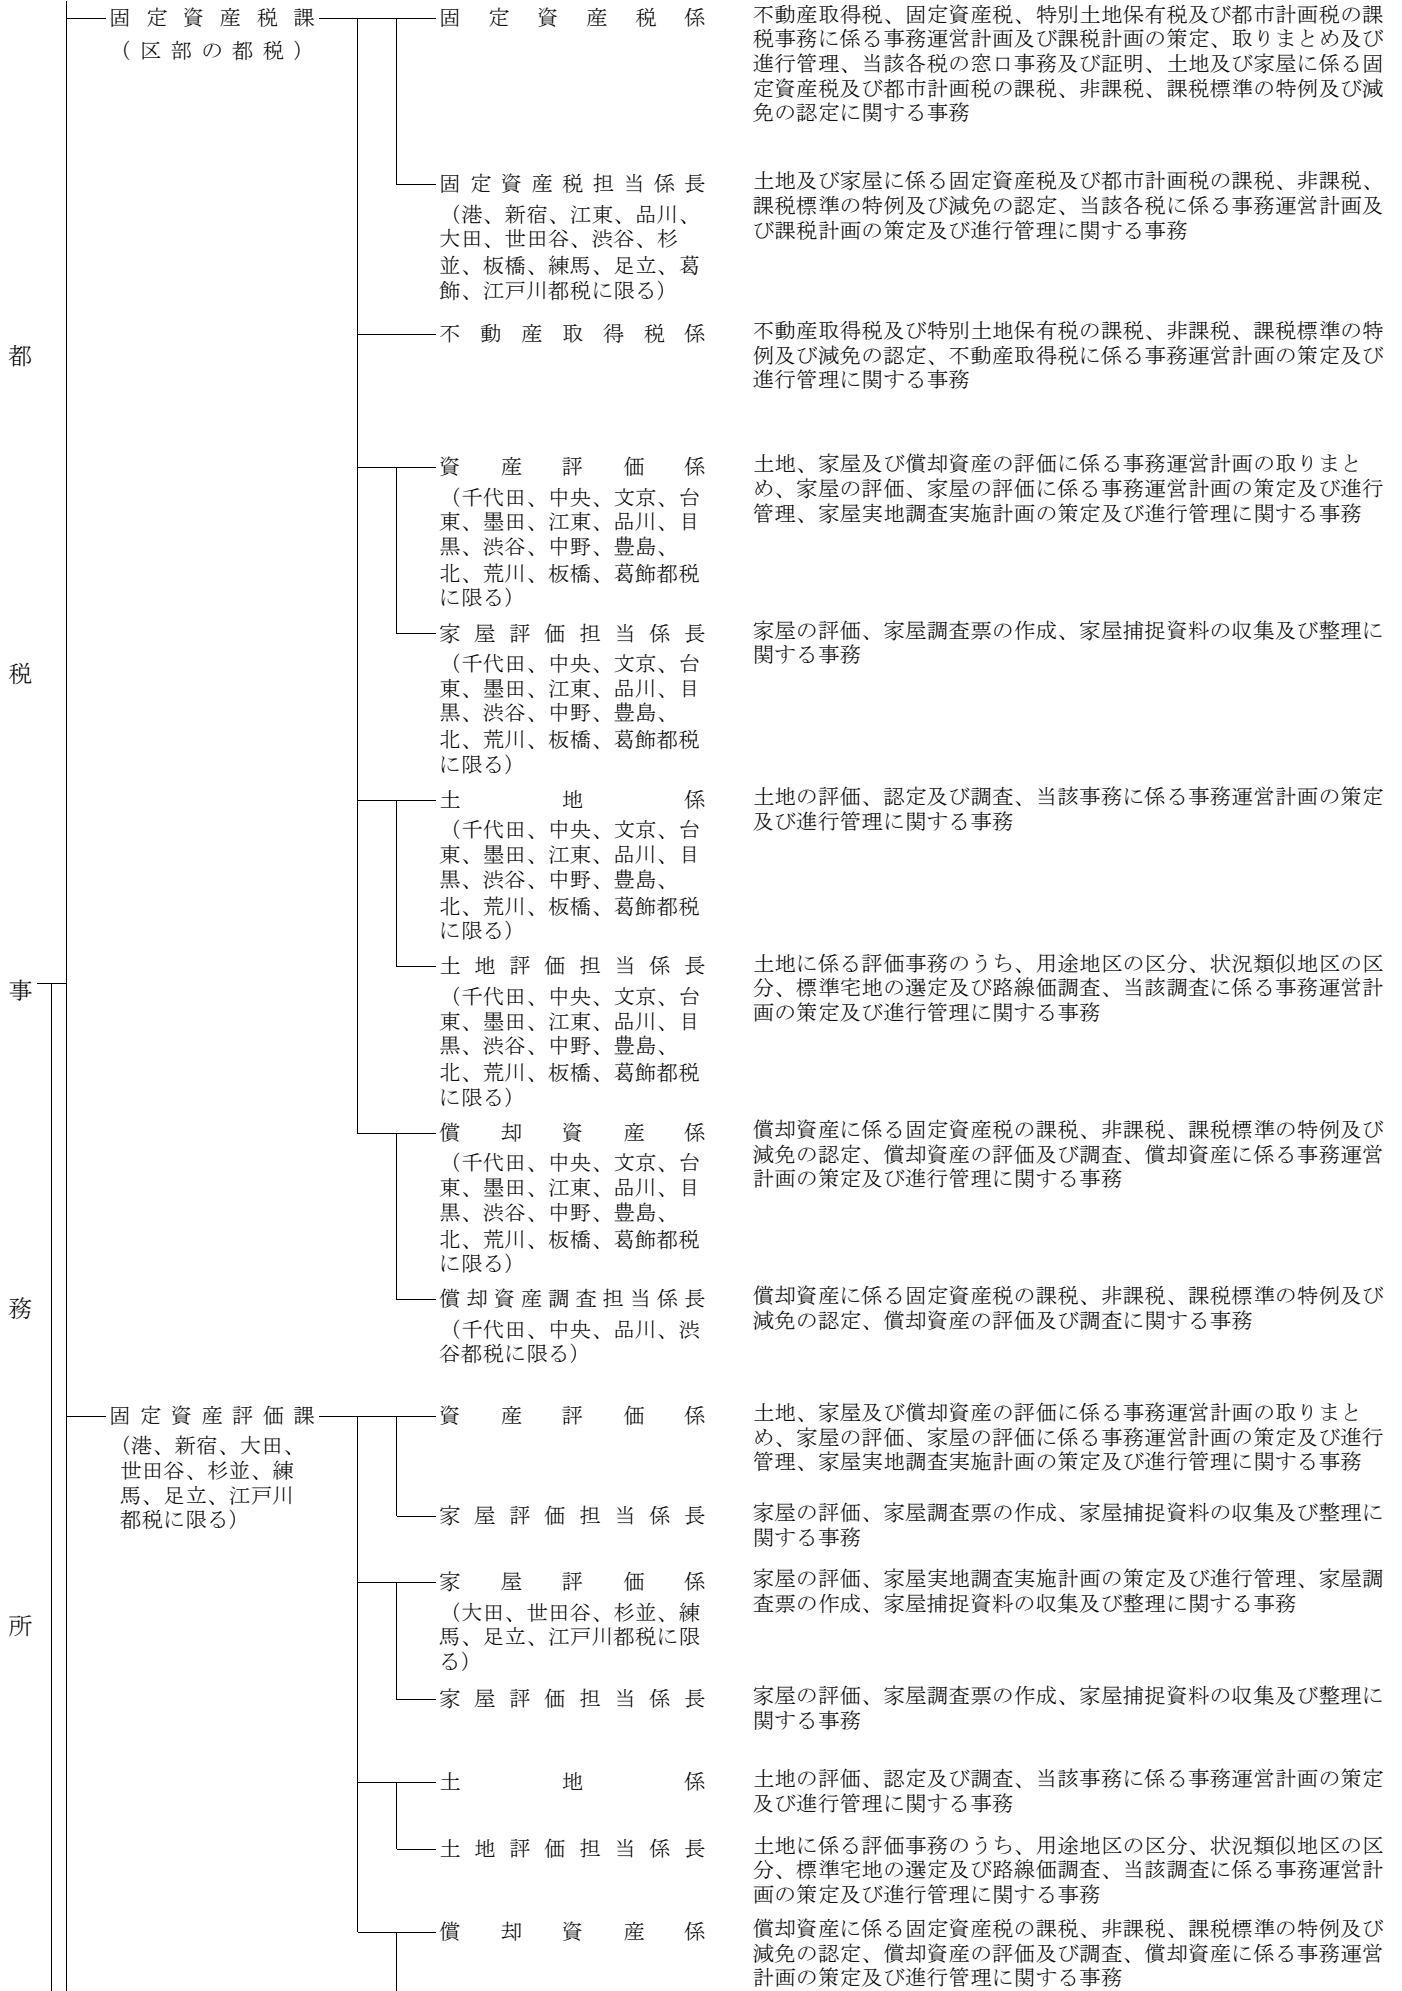 都
税
事
務
所
固定資産税課
（区部の都税）
固定資産税係
不動産取得税、固定資産税、特別土地保有税及び都市計画税の課
税事務に係る事務運営計画及び課税計画の策定、取りまとめ及び
進行管理、当該各税の窓口事務及び証明、土地及び家屋に係る固
定資産税及び都市計画税の課税、非課税、課税標準の特例及び減
免の認定に関する事務
固定資産税担当係長
（港、新宿、江東、品川、
大田、世田谷、渋谷、杉
並、板橋、練馬、足立、葛
飾、江戸川都税に限る）
土地及び家屋に係る固定資産税及び都市計画税の課税、非課税、
課税標準の特例及び減免の認定、当該各税に係る事務運営計画及
び課税計画の策定及び進行管理に関する事務
不動産取得税係
不動産取得税及び特別土地保有税の課税、非課税、課税標準の特
例及び減免の認定、不動産取得税に係る事務運営計画の策定及び
進行管理に関する事務
資産評価係
（千代田、中央、文京、台
東、墨田、江東、品川、目
黒、渋谷、中野、豊島、
北、荒川、板橋、葛飾都税
に限る）
土地、家屋及び償却資産の評価に係る事務運営計画の取りまと
め、家屋の評価、家屋の評価に係る事務運営計画の策定及び進行
管理、家屋実地調査実施計画の策定及び進行管理に関する事務
家屋評価担当係長
（千代田、中央、文京、台
東、墨田、江東、品川、目
黒、渋谷、中野、豊島、
北、荒川、板橋、葛飾都税
に限る）
家屋の評価、家屋調査票の作成、家屋捕捉資料の収集及び整理に
関する事務
土地係
（千代田、中央、文京、台
東、墨田、江東、品川、目
黒、渋谷、中野、豊島、
北、荒川、板橋、葛飾都税
に限る）
土地の評価、認定及び調査、当該事務に係る事務運営計画の策定
及び進行管理に関する事務
土地評価担当係長
（千代田、中央、文京、台
東、墨田、江東、品川、目
黒、渋谷、中野、豊島、
北、荒川、板橋、葛飾都税
に限る）
土地に係る評価事務のうち、用途地区の区分、状況類似地区の区
分、標準宅地の選定及び路線価調査、当該調査に係る事務運営計
画の策定及び進行管理に関する事務
償却資産係
（千代田、中央、文京、台
東、墨田、江東、品川、目
黒、渋谷、中野、豊島、
北、荒川、板橋、葛飾都税
に限る）
償却資産に係る固定資産税の課税、非課税、課税標準の特例及び
減免の認定、償却資産の評価及び調査、償却資産に係る事務運営
計画の策定及び進行管理に関する事務
償却資産調査担当係長
（千代田、中央、品川、渋
谷都税に限る）
償却資産に係る固定資産税の課税、非課税、課税標準の特例及び
減免の認定、償却資産の評価及び調査に関する事務
固定資産評価課
（港、新宿、大田、
世田谷、杉並、練
馬、足立、江戸川
都税に限る）
資産評価係
土地、家屋及び償却資産の評価に係る事務運営計画の取りまと
め、家屋の評価、家屋の評価に係る事務運営計画の策定及び進行
管理、家屋実地調査実施計画の策定及び進行管理に関する事務
家屋評価担当係長
家屋の評価、家屋調査票の作成、家屋捕捉資料の収集及び整理に
関する事務
家屋評価係
（大田、世田谷、杉並、練
馬、足立、江戸川都税に限
る）
家屋の評価、家屋実地調査実施計画の策定及び進行管理、家屋調
査票の作成、家屋捕捉資料の収集及び整理に関する事務
家屋評価担当係長
家屋の評価、家屋調査票の作成、家屋捕捉資料の収集及び整理に
関する事務
土地係
土地の評価、認定及び調査、当該事務に係る事務運営計画の策定
及び進行管理に関する事務
土地評価担当係長
土地に係る評価事務のうち、用途地区の区分、状況類似地区の区
分、標準宅地の選定及び路線価調査、当該調査に係る事務運営計
画の策定及び進行管理に関する事務
償却資産係
償却資産に係る固定資産税の課税、非課税、課税標準の特例及び
減免の認定、償却資産の評価及び調査、償却資産に係る事務運営
計画の策定及び進行管理に関する事務